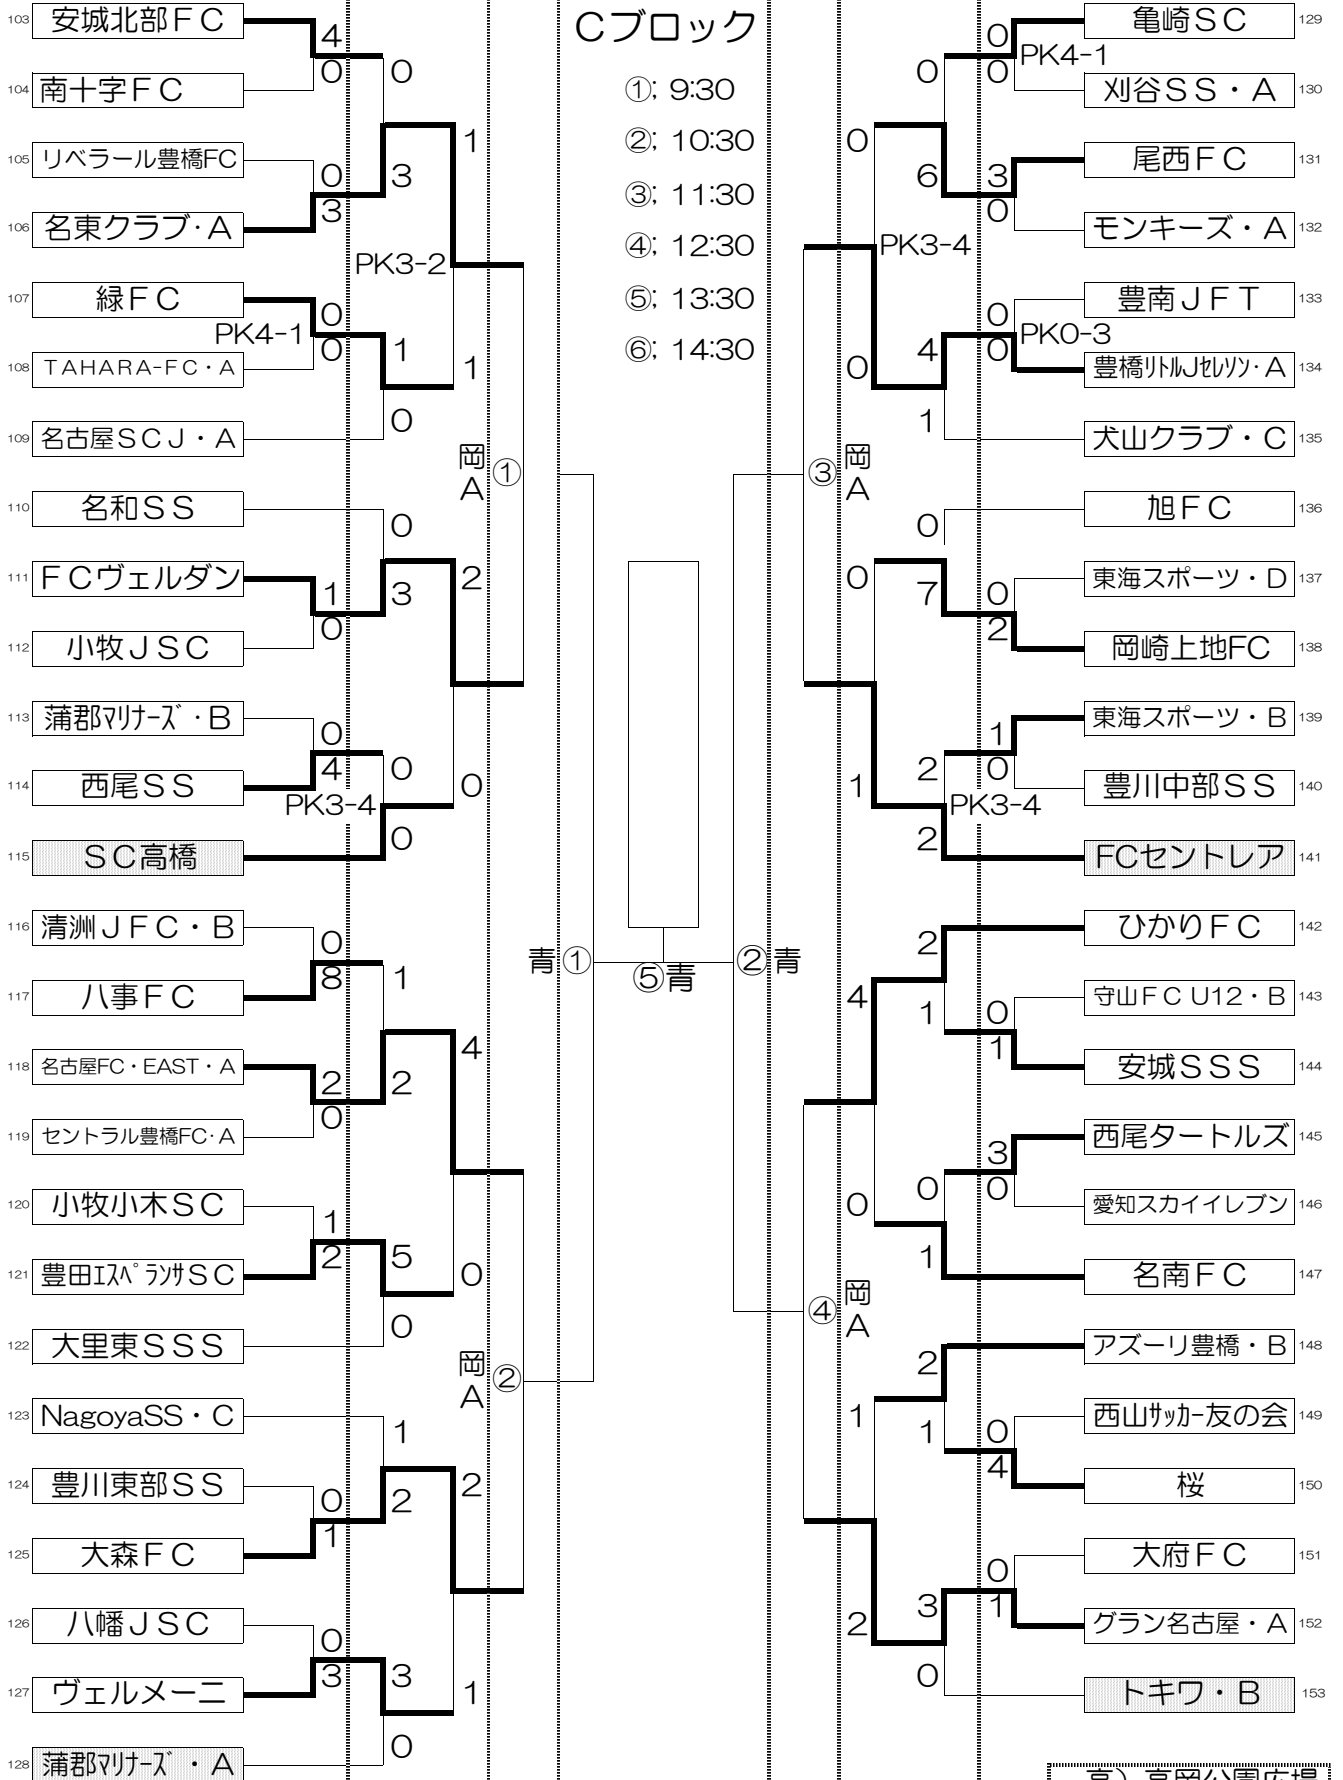 Cブロック
①; 9:30
②; 10:30
③; 11:30
④; 12:30
⑤; 13:30
⑥; 14:30
103 安城北部ＦＣ
4
0
0
104 南十字ＦＣ
1
105 リベラール豊橋FC
0
3
3
106 名東クラブ・A
PK3-2
107 緑ＦＣ
0
PK4-1
0
1
1
108 ＴＡＨＡＲＡ-ＦＣ・Ａ
0
109 名古屋ＳＣＪ・Ａ
岡A
①
110 名和ＳＳ
0
111 ＦＣヴェルダン
2
1
3
0
112 小牧ＪＳＣ
113 蒲郡マリナーズ・B
0
4
0
0
114 西尾ＳＳ
PK3-4
0
115 ＳＣ高橋
116 清洲ＪＦＣ・Ｂ
0
8
1
117 八事ＦＣ
4
118 名古屋FC・EAST・A
2
2
0
119 セントラル豊橋FC・A
120 小牧小木ＳＣ
1
2
5
0
121 豊田エスペランサＳＣ
0
122 大里東ＳＳＳ
岡A
②
123 NagoyaSS・C
1
124 豊川東部ＳＳ
2
0
2
1
125 大森ＦＣ
126 八幡ＪＳＣ
0
3
3
1
127 ヴェルメーニ
0
128 蒲郡マリナーズ・A
青①
⑤青
②青
亀崎ＳＣ 129
0
PK4-1
0
0
刈谷ＳＳ・Ａ 130
0
尾西ＦＣ 131
6
3
0
モンキーズ・Ａ 132
PK3-4
豊南ＪＦＴ 133
0
PK0-3
0
4
0
豊橋リトルJセレソン・A 134
1
犬山クラブ・Ｃ 135
③
岡A
旭ＦＣ 136
0
0
東海スポーツ・Ｄ 137
7
0
2
岡崎上地FC 138
東海スポーツ・Ｂ 139
1
2
0
1
豊川中部ＳＳ 140
PK3-4
2
FCセントレア 141
ひかりＦＣ 142
2
4
守山ＦＣ U12・B 143
1
0
1
安城ＳＳＳ 144
西尾タートルズ 145
3
0
0
0
愛知スカイイレブン 146
1
名南ＦＣ 147
④
岡A
アズーリ豊橋・Ｂ 148
2
1
西山サッカー友の会 149
1
0
4
桜 150
大府ＦＣ 151
0
3
1
2
グラン名古屋・Ａ 152
0
トキワ・Ｂ 153
高）高岡公園広場